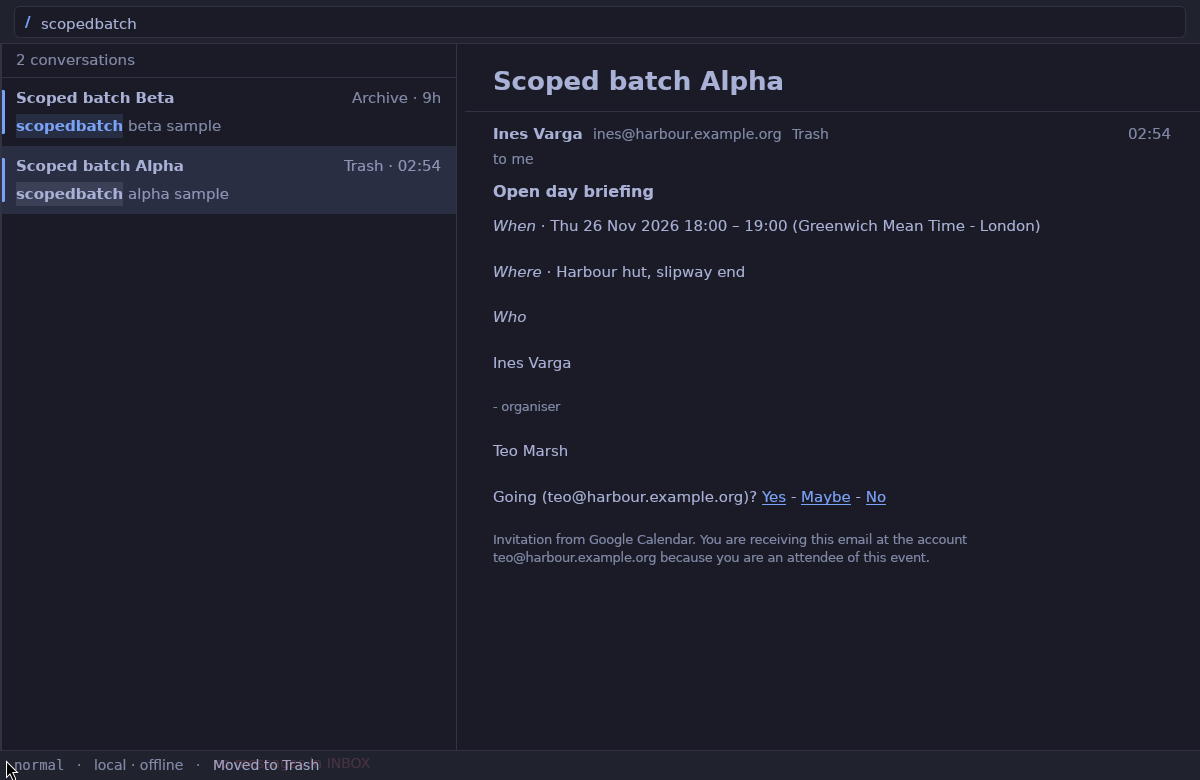 / scopedbatch
2 conversations
Scoped batch Beta Archive · 9h
scopedbatch beta sample
Scoped batch Alpha Trash · 02:54
scopedbatch alpha sample
Scoped batch Alpha
Ines Varga ines@harbour.example.org Trash 02:54
to me
Open day briefing
When · Thu 26 Nov 2026 18:00 – 19:00 (Greenwich Mean Time - London)
Where · Harbour hut, slipway end
Who
Ines Varga
- organiser
Teo Marsh
Going (teo@harbour.example.org)? Yes - Maybe - No
Invitation from Google Calendar. You are receiving this email at the account
teo@harbour.example.org because you are an attendee of this event.
normal · local · offline · Moved to Trash INBOX